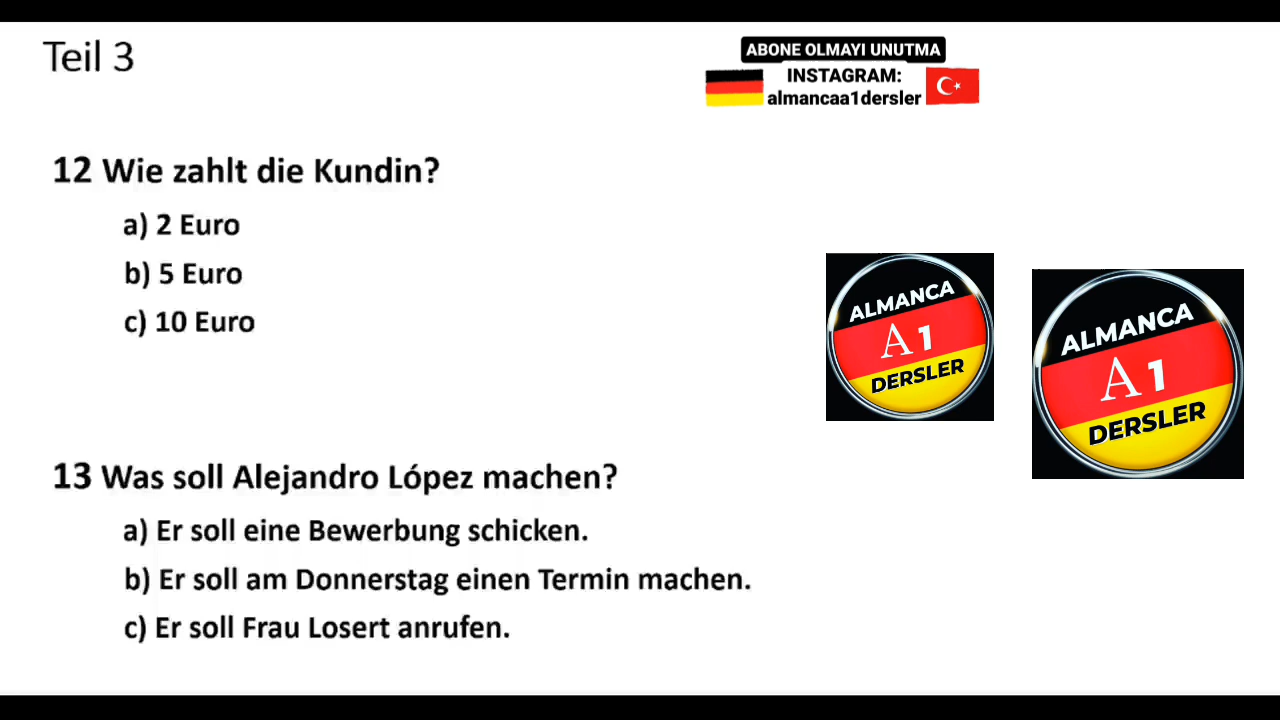 Teil 3
ABONE OLMAYI UNUTMA
INSTAGRAM:
almancaa1dersler
12 Wie zahlt die Kundin?
a) 2 Euro
b) 5 Euro
c) 10 Euro
ALMANCA
A1
DERSLER
ALMANCA
A1
DERSLER
13 Was soll Alejandro López machen?
a) Er soll eine Bewerbung schicken.
b) Er soll am Donnerstag einen Termin machen.
c) Er soll Frau Losert anrufen.